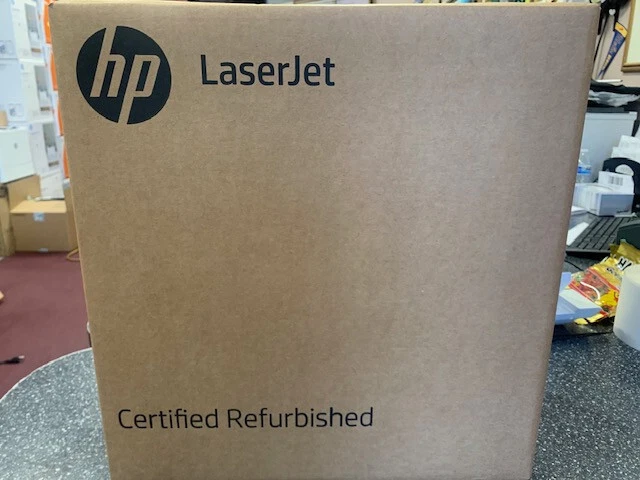 hp
LaserJet
Certified Refurbished